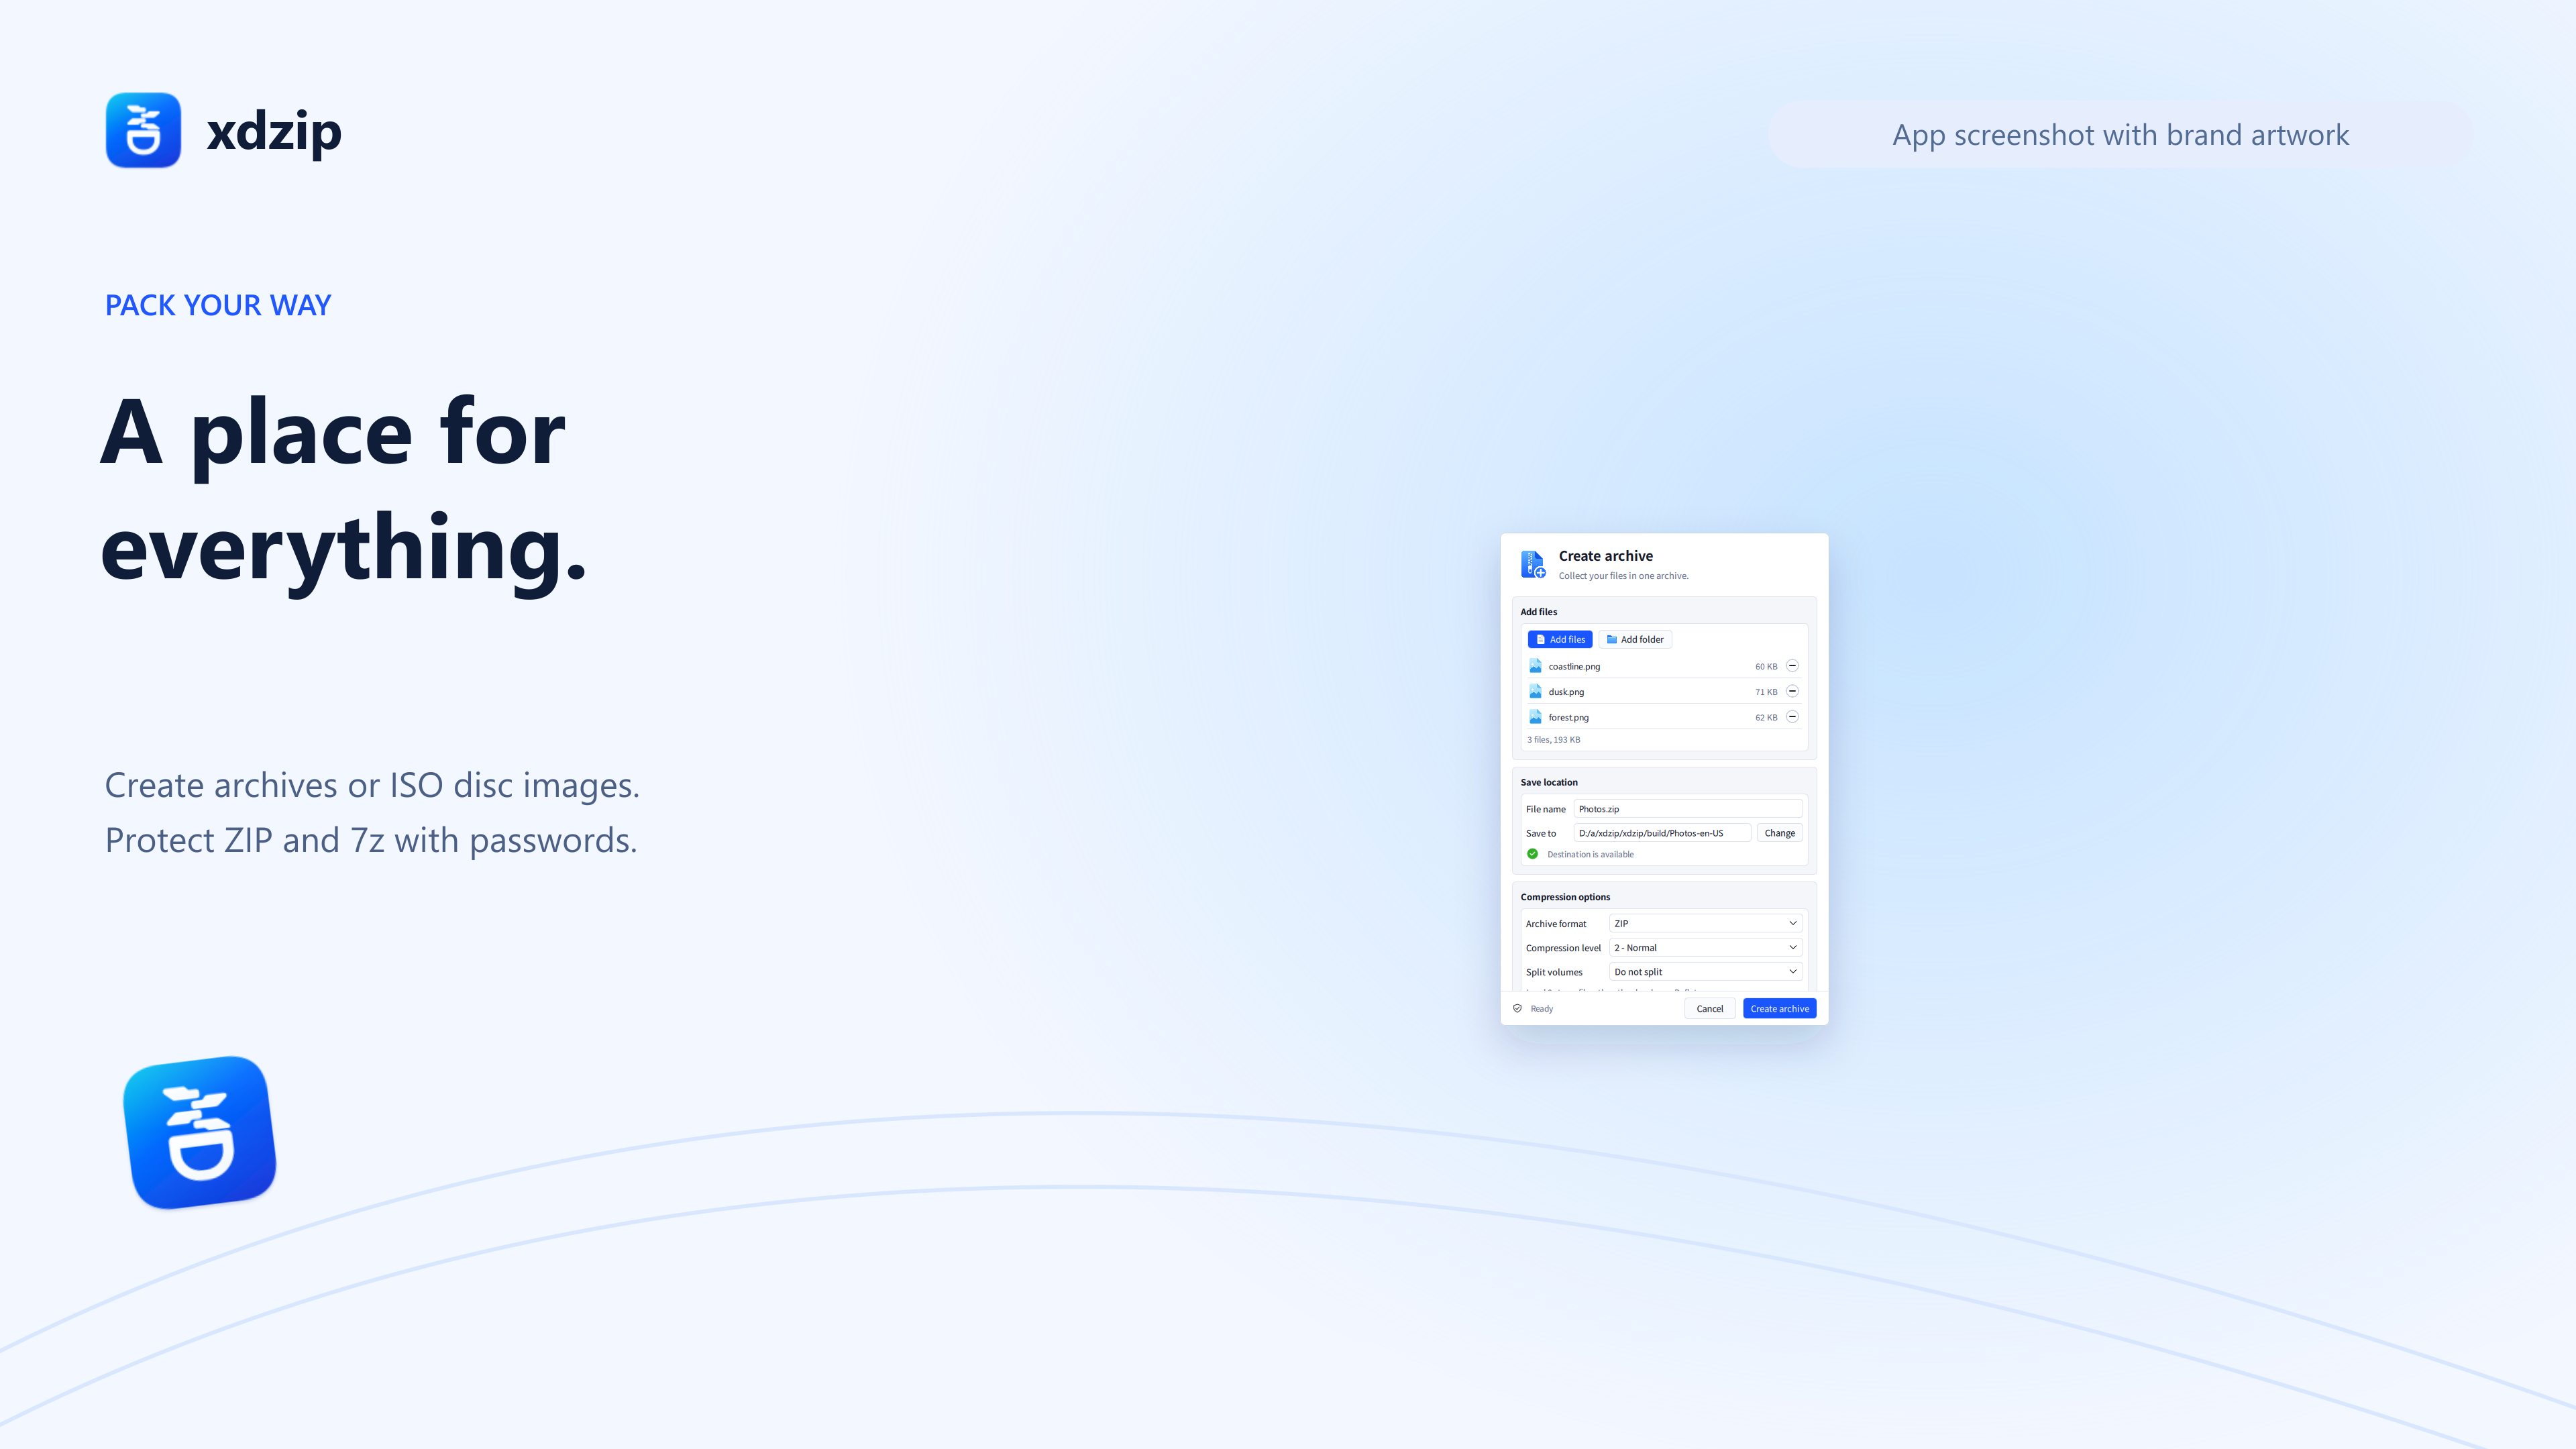 xdzip
App screenshot with brand artwork
PACK YOUR WAY
A place for
everything.
Create archives or ISO disc images.
Protect ZIP and 7z with passwords.
Create archive
Collect your files in one archive.
Add files
Add files Add folder
coastline.png 60 KB
dusk.png 71 KB
forest.png 62 KB
3 files, 193 KB
Save location
File name Photos.zip
Save to D:/a/xdzip/xdzip/build/Photos-en-US Change
Destination is available
Compression options
Archive format ZIP
Compression level 2 - Normal
Split volumes Do not split
Ready Cancel Create archive